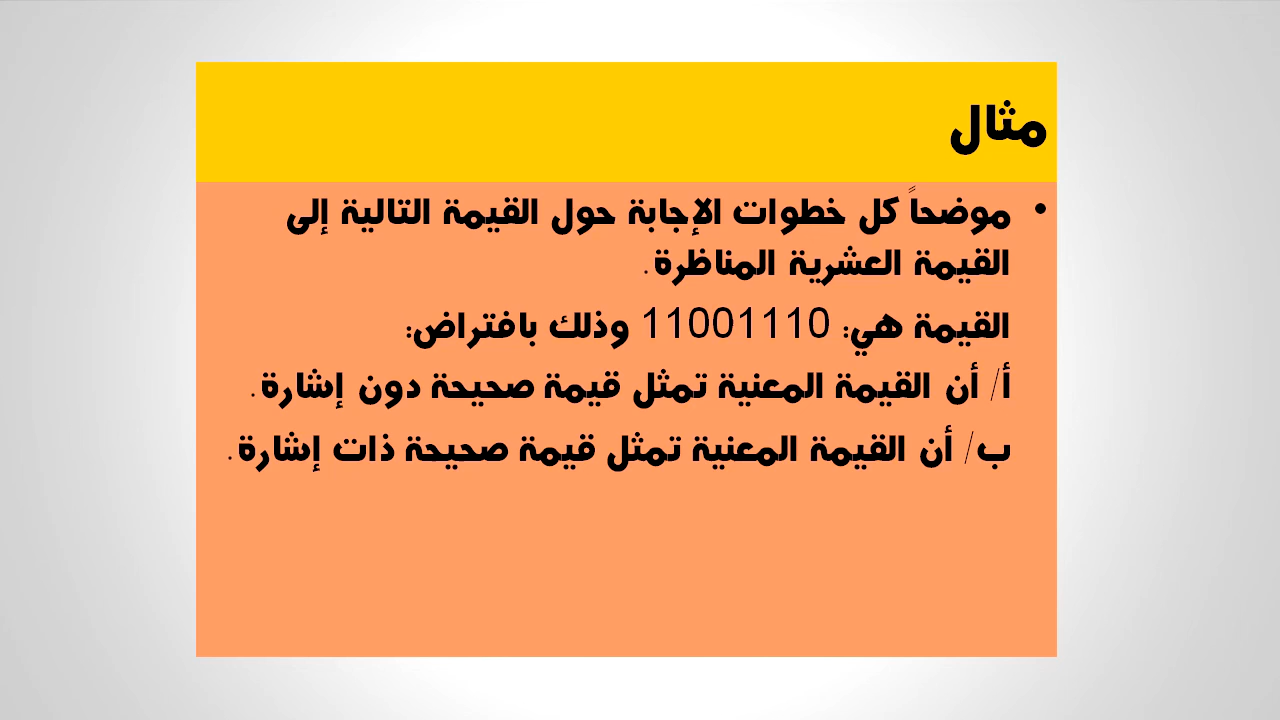 مثال
• موضحاً كل خطوات الإجابة حول القيمة التالية إلى
القيمة العشرية المناظرة.
القيمة هي: 11001110 وذلك بافتراض:
أ/ أن القيمة المعنية تمثل قيمة صحيحة دون إشارة.
ب/ أن القيمة المعنية تمثل قيمة صحيحة ذات إشارة.